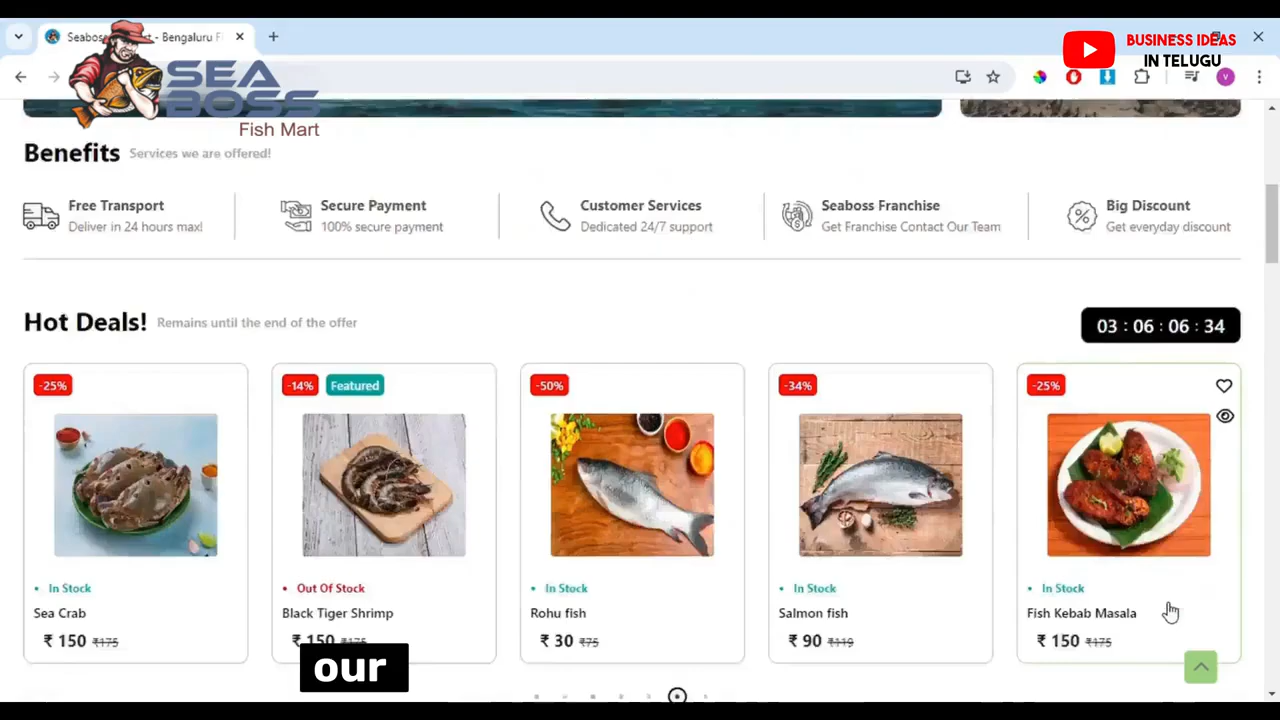 Seabos
t - Bengaluru F
BUSINESS IDEAS
IN TELUGU
SEA
BOSS
Fish Mart
Benefits Services we are offered!
Free Transport
Deliver in 24 hours max!
Secure Payment
100% secure payment
Customer Services
Dedicated 24/7 support
Seaboss Franchise
Get Franchise Contact Our Team
Big Discount
Get everyday discount
Hot Deals! Remains until the end of the offer
03 : 06 : 06 : 34
-25%
-14% Featured
-50%
-34%
-25%
In Stock
Sea Crab
₹ 150 ₹175
Out Of Stock
Black Tiger Shrimp
₹ 150 ₹175
In Stock
Rohu fish
₹ 30 ₹75
In Stock
Salmon fish
₹ 90 ₹119
In Stock
Fish Kebab Masala
₹ 150 ₹175
our
V